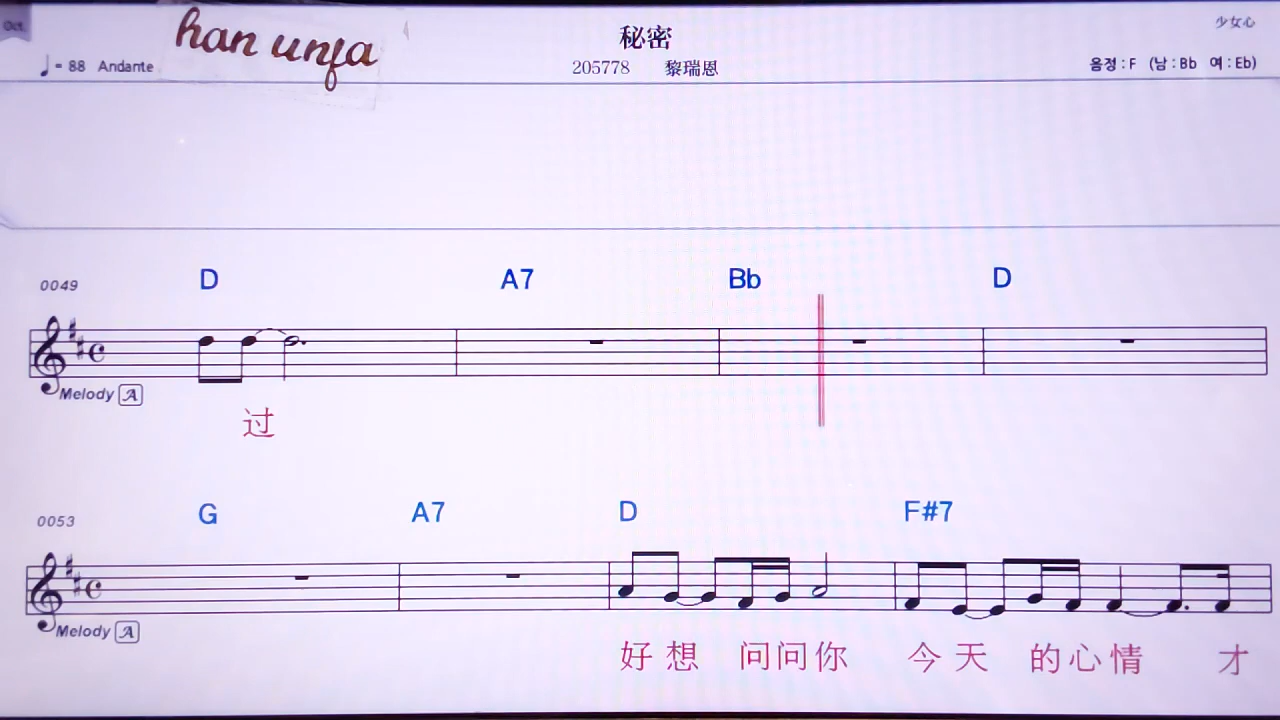 Oct.
han unfa
秘密
少女心
♩= 88 Andante
205778 黎瑞恩
음정:F (남:Bb 여:Eb)
0049 D A7 Bb D
Melody A
过
0053 G A7 D F#7
Melody A
好想 问问你 今天 的心情 才